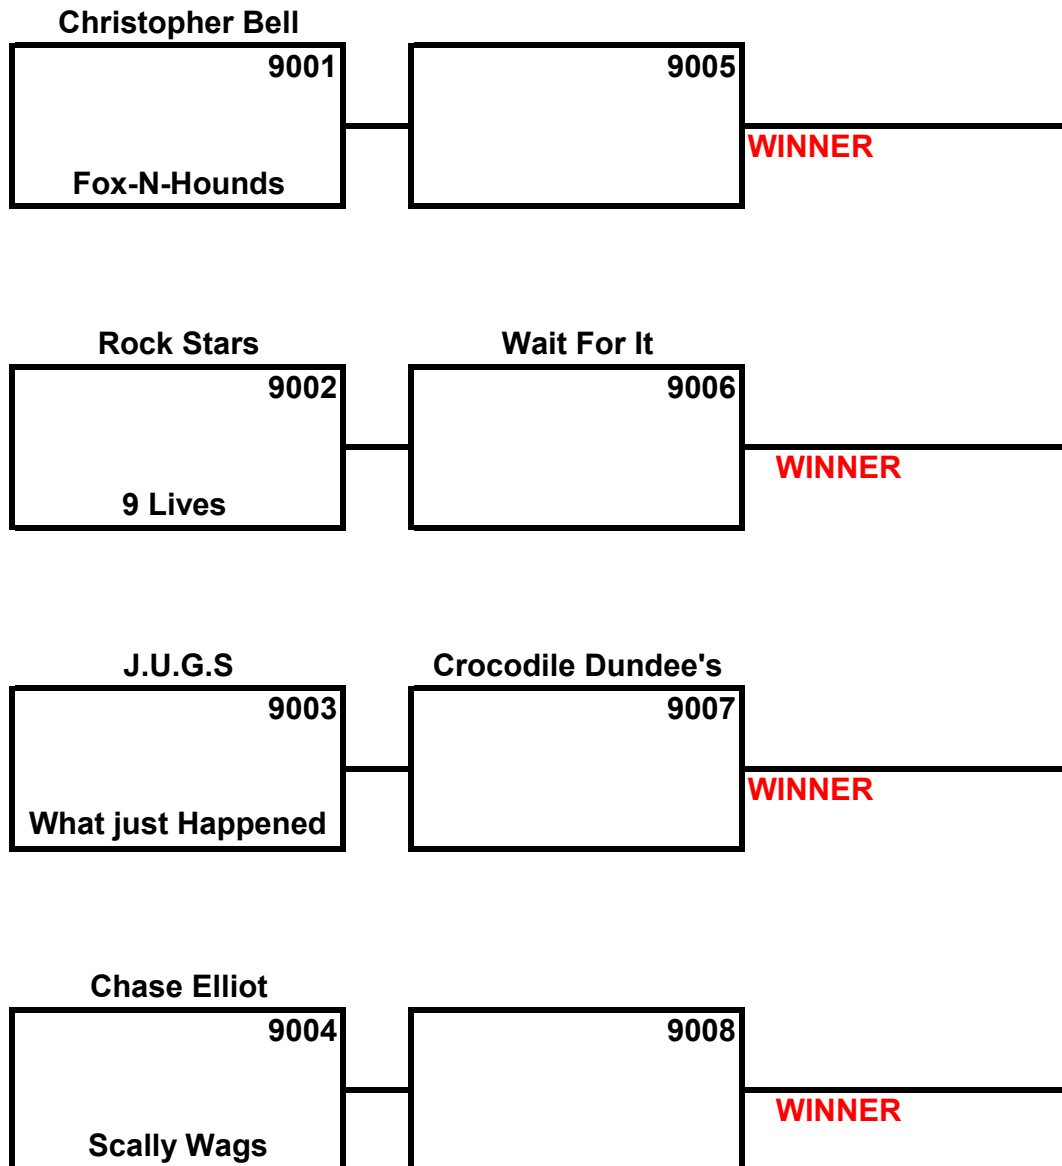 Christopher Bell
9001 9005
WINNER
Fox-N-Hounds
Rock Stars Wait For It
9002 9006
WINNER
9 Lives
J.U.G.S Crocodile Dundee's
9003 9007
WINNER
What just Happened
Chase Elliot
9004 9008
WINNER
Scally Wags